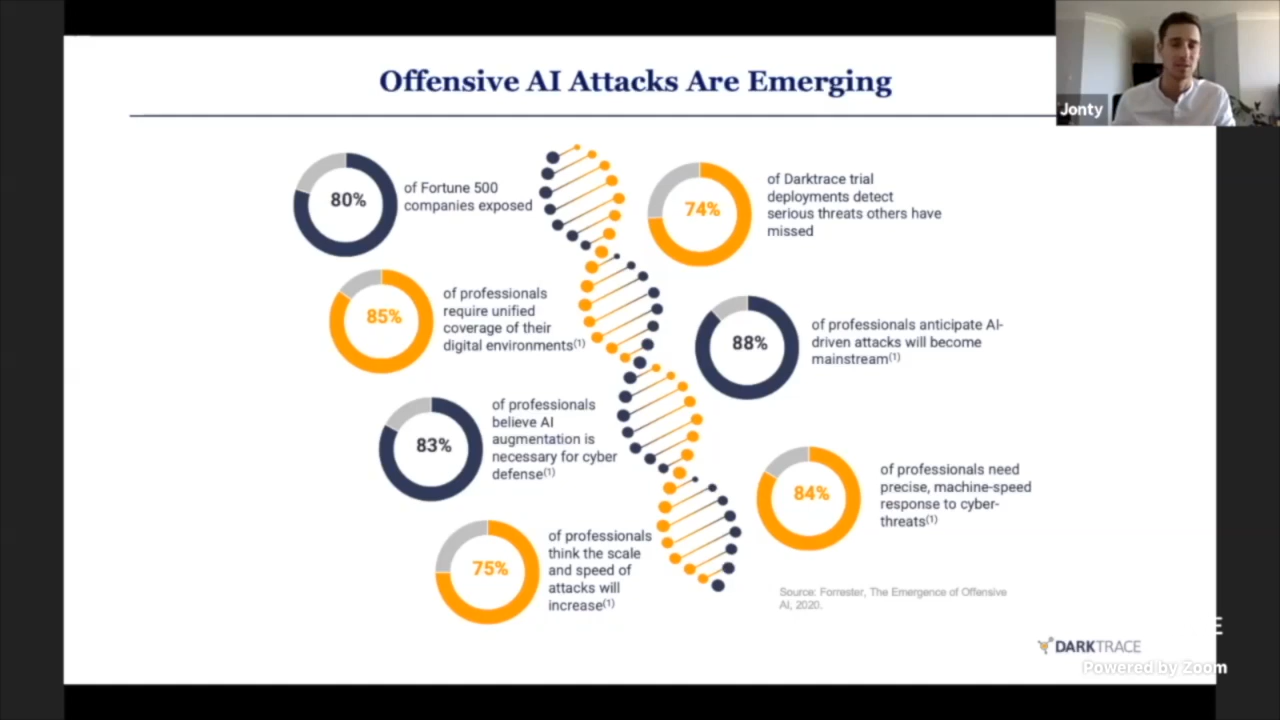 Offensive AI Attacks Are Emerging
Jonty
80%
of Fortune 500
companies exposed
74%
of Darktrace trial
deployments detect
serious threats others have
missed
85%
of professionals
require unified
coverage of their
digital environments(1)
88%
of professionals anticipate AI-
driven attacks will become
mainstream(1)
83%
of professionals
believe AI
augmentation is
necessary for cyber
defense(1)
84%
of professionals need
precise, machine-speed
response to cyber-
threats(1)
75%
of professionals
think the scale
and speed of
attacks will
increase(1)
Source: Forrester, The Emergence of Offensive
AI, 2020.
E
DARKTRACE
Powered by Zoom